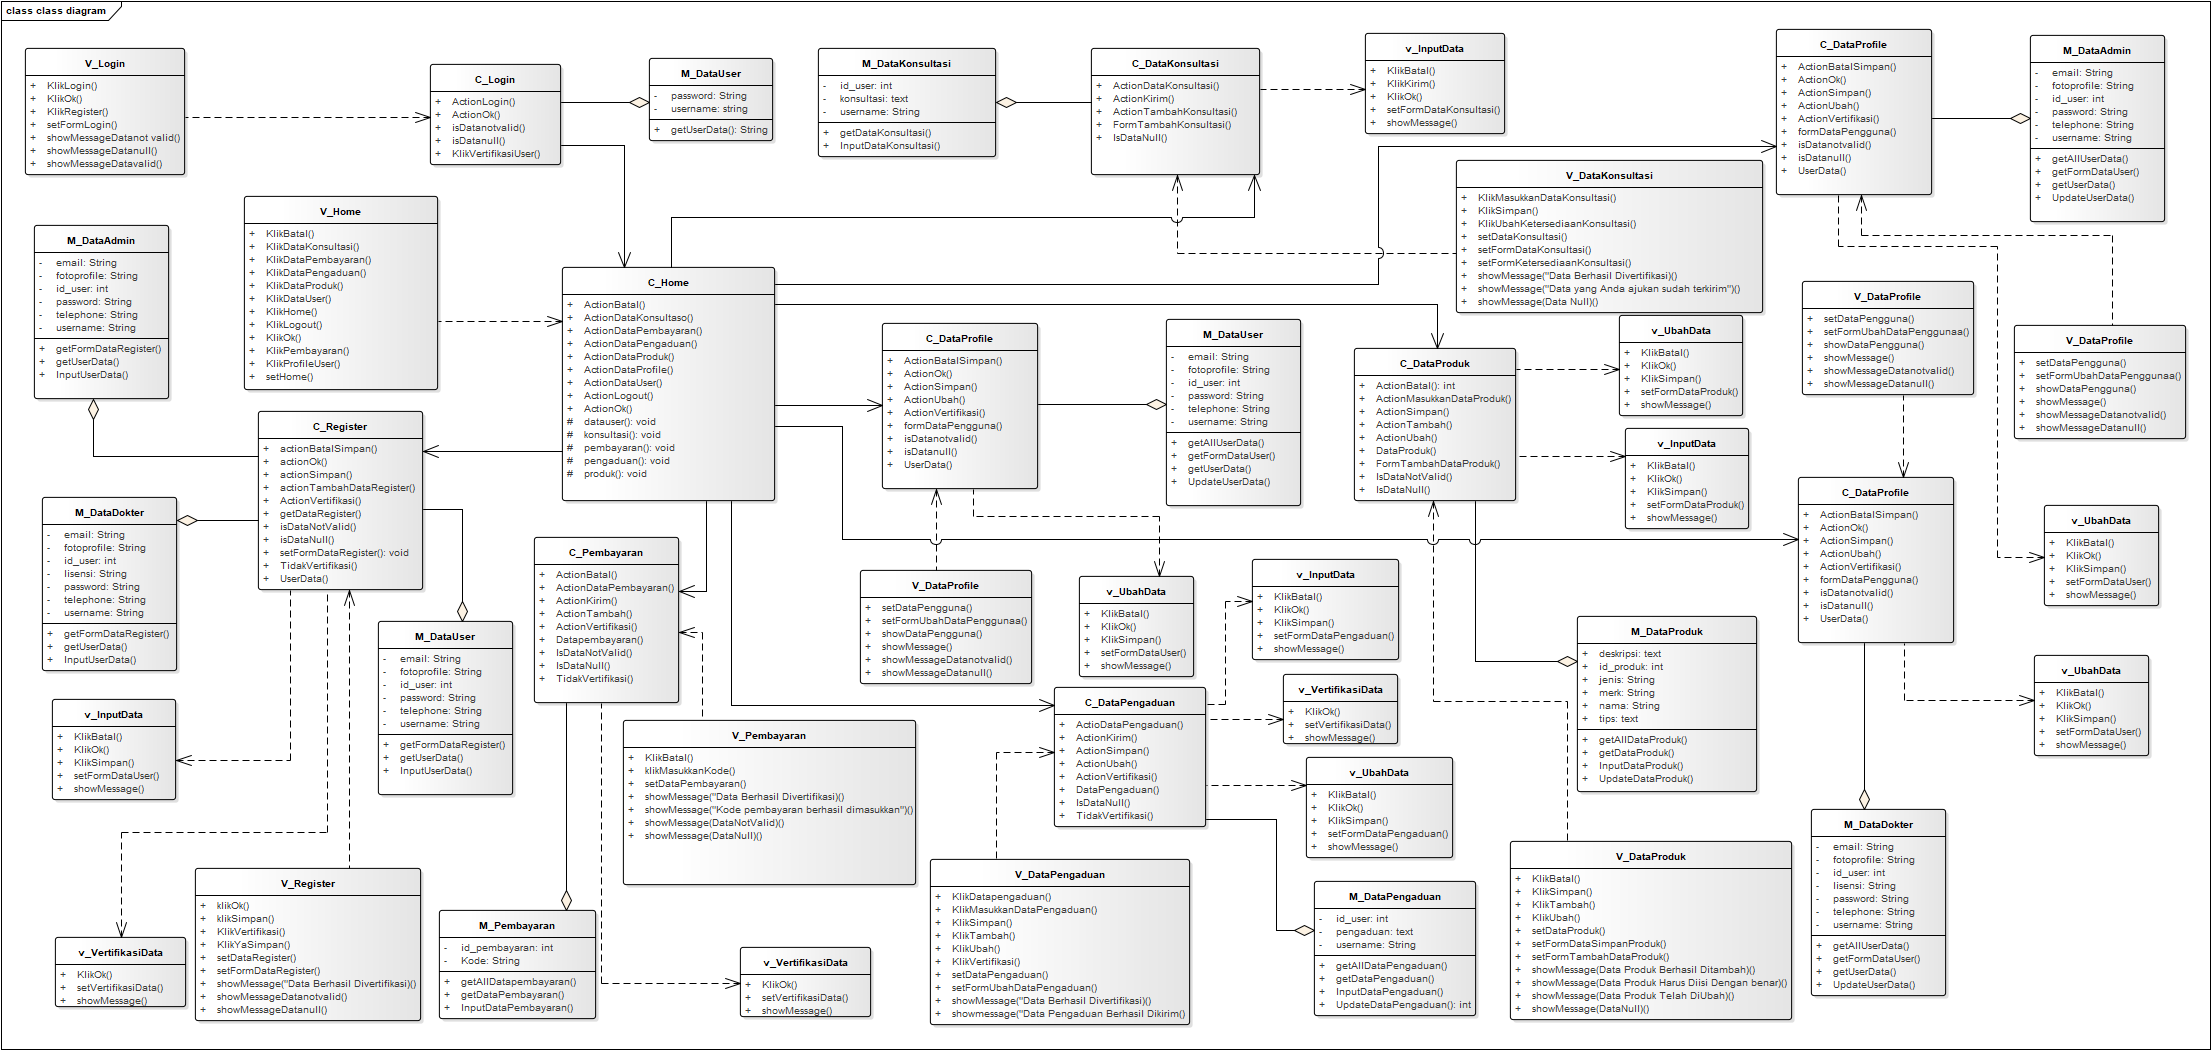 class class diagram
V_Login
+ KlikLogin()
+ KlikOk()
+ KlikRegister()
+ setFormLogin()
+ showMessageDatanot valid()
+ showMessageDatanull()
+ showMessageDatavalid()
C_Login
+ ActionLogin()
+ ActionOk()
+ isDatanotvalid()
+ isDatanull()
+ KlikVertifikasiUser()
M_DataUser
- password: String
- username: string
+ getUserData(): String
M_DataKonsultasi
- id_user: int
- konsultasi: text
- username: String
+ getDataKonsultasi()
+ InputDataKonsultasi()
C_DataKonsultasi
+ ActionDataKonsultasi()
+ ActionKirim()
+ ActionTambahKonsultasi()
+ FormTambahKonsultasi()
+ IsDataNull()
v_InputData
+ KlikBatal()
+ KlikKirim()
+ KlikOk()
+ setFormDataKonsultasi()
+ showMessage()
C_DataProfile
+ ActionBatalSimpan()
+ ActionOk()
+ ActionSimpan()
+ ActionUbah()
+ ActionVertifikasi()
+ formDataPengguna()
+ isDatanotvalid()
+ isDatanull()
+ UserData()
M_DataAdmin
- email: String
- fotoprofile: String
- id_user: int
- password: String
- telephone: String
- username: String
+ getAllUserData()
+ getFormDataUser()
+ getUserData()
+ UpdateUserData()
V_DataKonsultasi
+ KlikMasukkanDataKonsultasi()
+ KlikSimpan()
+ KlikUbahKetersediaanKonsultasi()
+ setDataKonsultasi()
+ setFormDataKonsultasi()
+ setFormKetersediaanKonsultasi()
+ showMessage("Data Berhasil Divertifikasi)()
+ showMessage("Data yang Anda ajukan sudah terkirim")()
+ showMessage(Data Null)()
M_DataAdmin
- email: String
- fotoprofile: String
- id_user: int
- password: String
- telephone: String
- username: String
+ getFormDataRegister()
+ getUserData()
+ InputUserData()
V_Home
+ KlikBatal()
+ KlikDataKonsultasi()
+ KlikDataPembayaran()
+ KlikDataPengaduan()
+ KlikDataProduk()
+ KlikDataUser()
+ KlikHome()
+ KlikLogout()
+ KlikOk()
+ KlikPembayaran()
+ KlikProfileUser()
+ setHome()
C_Home
+ ActionBatal()
+ ActionDataKonsultaso()
+ ActionDataPembayaran()
+ ActionDataPengaduan()
+ ActionDataProduk()
+ ActionDataProfile()
+ ActionDataUser()
+ ActionLogout()
+ ActionOk()
# datauser(): void
# konsultasi(): void
# pembayaran(): void
# pengaduan(): void
# produk(): void
C_DataProfile
+ ActionBatalSimpan()
+ ActionOk()
+ ActionSimpan()
+ ActionUbah()
+ ActionVertifikasi()
+ formDataPengguna()
+ isDatanotvalid()
+ isDatanull()
+ UserData()
M_DataUser
- email: String
- fotoprofile: String
- id_user: int
- password: String
- telephone: String
- username: String
+ getAllUserData()
+ getFormDataUser()
+ getUserData()
+ UpdateUserData()
C_DataProduk
+ ActionBatal(): int
+ ActionMasukkanDataProduk()
+ ActionSimpan()
+ ActionTambah()
+ ActionUbah()
+ DataProduk()
+ FormTambahDataProduk()
+ IsDataNotValid()
+ IsDataNull()
v_UbahData
+ KlikBatal()
+ KlikOk()
+ KlikSimpan()
+ setFormDataProduk()
+ showMessage()
v_InputData
+ KlikBatal()
+ KlikOk()
+ KlikSimpan()
+ setFormDataProduk()
+ showMessage()
V_DataProfile
+ setDataPengguna()
+ setFormUbahDataPenggunaa()
+ showDataPengguna()
+ showMessage()
+ showMessageDatanotvalid()
+ showMessageDatanull()
V_DataProfile
+ setDataPengguna()
+ setFormUbahDataPenggunaa()
+ showDataPengguna()
+ showMessage()
+ showMessageDatanotvalid()
+ showMessageDatanull()
C_Register
+ actionBatalSimpan()
+ actionOk()
+ actionSimpan()
+ actionTambahDataRegister()
+ ActionVertifikasi()
+ getDataRegister()
+ isDataNotValid()
+ isDataNull()
+ setFormDataRegister(): void
+ TidakVertifikasi()
+ UserData()
M_DataDokter
- email: String
- fotoprofile: String
- id_user: int
- lisensi: String
- password: String
- telephone: String
- username: String
+ getFormDataRegister()
+ getUserData()
+ InputUserData()
C_Pembayaran
+ ActionBatal()
+ ActionDataPembayaran()
+ ActionKirim()
+ ActionTambah()
+ ActionVertifikasi()
+ Datapembayaran()
+ IsDataNotValid()
+ IsDataNull()
+ TidakVertifikasi()
V_DataProfile
+ setDataPengguna()
+ setFormUbahDataPenggunaa()
+ showDataPengguna()
+ showMessage()
+ showMessageDatanotvalid()
+ showMessageDatanull()
v_UbahData
+ KlikBatal()
+ KlikOk()
+ KlikSimpan()
+ setFormDataUser()
+ showMessage()
v_InputData
+ KlikBatal()
+ KlikOk()
+ KlikSimpan()
+ setFormDataPengaduan()
+ showMessage()
C_DataProfile
+ ActionBatalSimpan()
+ ActionOk()
+ ActionSimpan()
+ ActionUbah()
+ ActionVertifikasi()
+ formDataPengguna()
+ isDatanotvalid()
+ isDatanull()
+ UserData()
v_UbahData
+ KlikBatal()
+ KlikOk()
+ KlikSimpan()
+ setFormDataUser()
+ showMessage()
M_DataUser
- email: String
- fotoprofile: String
- id_user: int
- password: String
- telephone: String
- username: String
+ getFormDataRegister()
+ getUserData()
+ InputUserData()
M_DataProduk
+ deskripsi: text
+ id_produk: int
+ jenis: String
+ merk: String
+ nama: String
+ tips: text
+ getAllDataProduk()
+ getDataProduk()
+ InputDataProduk()
+ UpdateDataProduk()
v_UbahData
+ KlikBatal()
+ KlikOk()
+ KlikSimpan()
+ setFormDataUser()
+ showMessage()
v_InputData
+ KlikBatal()
+ KlikOk()
+ KlikSimpan()
+ setFormDataUser()
+ showMessage()
V_Pembayaran
+ KlikBatal()
+ klikMasukkanKode()
+ setDataPembayaran()
+ showMessage("Data Berhasil Divertifikasi)()
+ showMessage("Kode pembayaran berhasil dimasukkan")()
+ showMessage(DataNotValid)()
+ showMessage(DataNull)()
C_DataPengaduan
+ ActioDataPengaduan()
+ ActionKirim()
+ ActionSimpan()
+ ActionUbah()
+ ActionVertifikasi()
+ DataPengaduan()
+ IsDataNull()
+ TidakVertifikasi()
v_VertifikasiData
+ KlikOk()
+ setVertifikasiData()
+ showMessage()
v_UbahData
+ KlikBatal()
+ KlikOk()
+ KlikSimpan()
+ setFormDataPengaduan()
+ showMessage()
V_Register
+ klikOk()
+ klikSimpan()
+ KlikVertifikasi()
+ KlikYaSimpan()
+ setDataRegister()
+ setFormDataRegister()
+ showMessage("Data Berhasil Divertifikasi)()
+ showMessageDatanotvalid()
+ showMessageDatanull()
v_VertifikasiData
+ KlikOk()
+ setVertifikasiData()
+ showMessage()
M_Pembayaran
- id_pembayaran: int
- Kode: String
+ getAllDatapembayaran()
+ getDataPembayaran()
+ InputDataPembayaran()
v_VertifikasiData
+ KlikOk()
+ setVertifikasiData()
+ showMessage()
V_DataPengaduan
+ KlikDatapengaduan()
+ KlikMasukkanDataPengaduan()
+ KlikSimpan()
+ KlikTambah()
+ KlikUbah()
+ KlikVertifikasi()
+ setDataPengaduan()
+ setFormUbahDataPengaduan()
+ showMessage("Data Berhasil Divertifikasi)()
+ showmessage("Data Pengaduan Berhasil Dikirim()
M_DataPengaduan
- id_user: int
- pengaduan: text
- username: String
+ getAllDataPengaduan()
+ getDataPengaduan()
+ InputDataPengaduan()
+ UpdateDataPengaduan(): int
V_DataProduk
+ KlikBatal()
+ KlikSimpan()
+ KlikTambah()
+ KlikUbah()
+ setDataProduk()
+ setFormDataSimpanProduk()
+ setFormTambahDataProduk()
+ showMessage(Data Produk Berhasil Ditambah)()
+ showMessage(Data Produk Harus Diisi Dengan benar)()
+ showMessage(Data Produk Telah DiUbah)()
+ showMessage(DataNull)()
M_DataDokter
- email: String
- fotoprofile: String
- id_user: int
- lisensi: String
- password: String
- telephone: String
- username: String
+ getAllUserData()
+ getFormDataUser()
+ getUserData()
+ UpdateUserData()